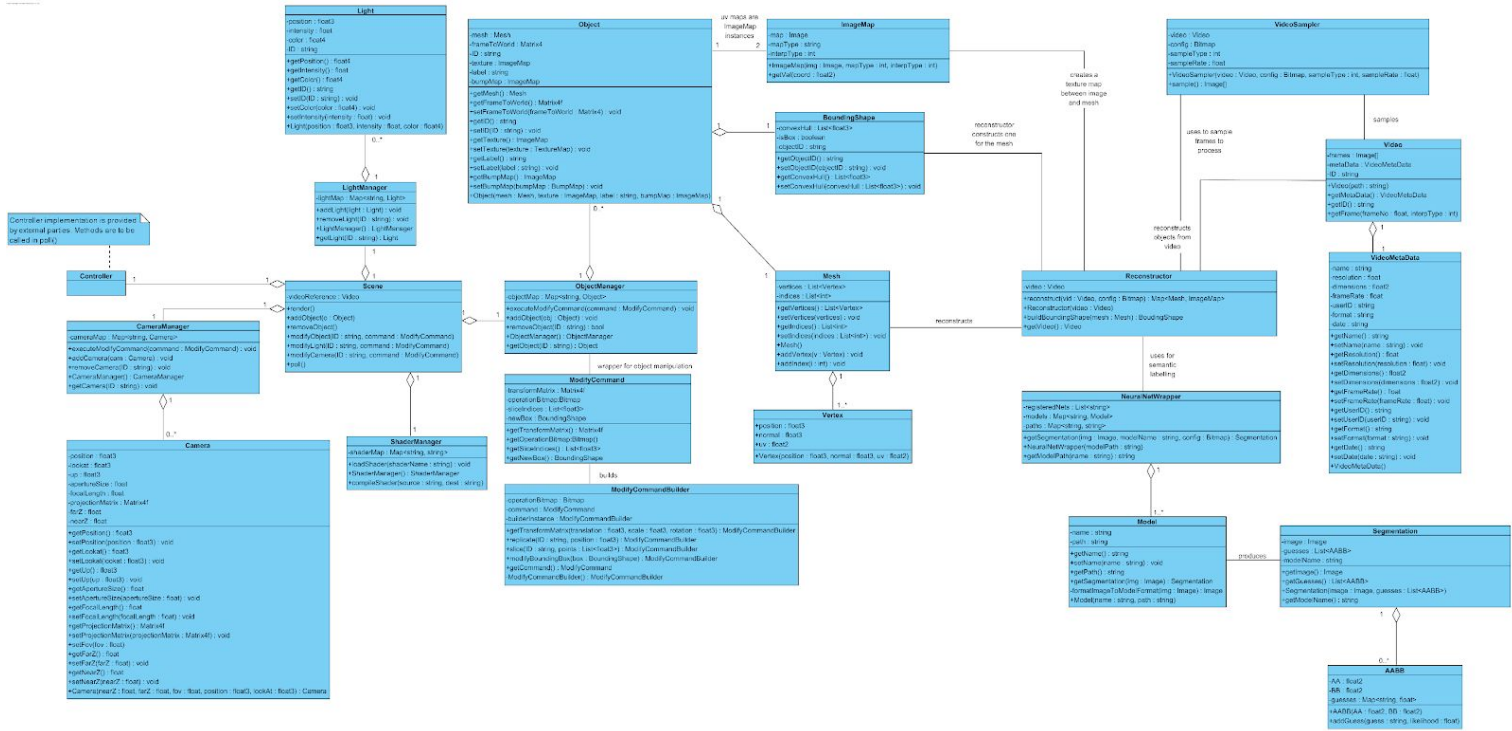 Light
-position : float3
-intensity : float
-color : float4
-ID : string
+getPosition() : float4
+getIntensity() : float
+getColor() : float4
+getID() : string
+setID(ID : string) : void
+setColor(color : float4) : void
+setIntensity(intensity : float) : void
+Light(position : float3, intensity : float, color : float4)
0..*
1
LightManager
-lightMap : Map<string, Light>
+addLight(light : Light) : void
+removeLight(ID : string) : void
+LightManager() : LightManager
+getLight(ID : string) : Light
1
1
Controller implementation is provided
by external parties. Methods are to be
called in poll()
Controller
1
1
Scene
-videoReference : Video
+render()
+addObject(o : Object)
+removeObject()
+modifyObject(ID : string, command : ModifyCommand)
+modifyLight(ID : string, command : ModifyCommand)
+modifyCamera(ID : string, command : ModifyCommand)
+poll()
1
1
1
1
CameraManager
-cameraMap : Map<string, Camera>
+executeModifyCommand(command : ModifyCommand) : void
+addCamera(cam : Camera) : void
+removeCamera(ID : string) : void
+CameraManager() : CameraManager
+getCamera(ID : string) : void
1
0..*
Camera
-position : float3
-lookat : float3
-up : float3
-apertureSize : float
-focalLength : float
-projectionMatrix : Matrix4f
-farZ : float
-nearZ : float
+getPosition() : float3
+setPosition(position : float3) : void
+getLookat() : float3
+setLookat(lookat : float3) : void
+getUp() : float3
+setUp(up : float3) : void
+getApertureSize() : float
+setApertureSize(apertureSize : float) : void
+getFocalLength() : float
+setFocalLength(focalLength : float) : void
+getProjectionMatrix() : Matrix4f
+setProjectionMatrix(projectionMatrix : Matrix4f) : void
+setFov(fov : float)
+getFarZ() : float
+setFarZ(farZ : float) : void
+getNearZ() : float
+setNearZ(nearZ : float) : void
+Camera(nearZ : float, farZ : float, fov : float, position : float3, lookAt : float3) : Camera
1
1
ShaderManager
-shaderMap : Map<string, string>
+loadShader(shaderName : string) : void
+ShaderManager() : ShaderManager
+compileShader(source : string, dest : string)
Object
-mesh : Mesh
-frameToWorld : Matrix4
-ID : string
-texture : ImageMap
-label : string
-bumpMap : ImageMap
+getMesh() : Mesh
+getFrameToWorld() : Matrix4f
+setFrameToWorld(frameToWorld : Matrix4) : void
+getID() : string
+setID(ID : string) : void
+getTexture() : ImageMap
+setTexture(texture : TextureMap) : void
+getLabel() : string
+setLabel(label : string) : void
+getBumpMap() : ImageMap
+setBumpMap(bumpMap : BumpMap) : void
-Object(mesh : Mesh, texture : ImageMap, label : string, bumpMap : ImageMap)
0..*
1
ObjectManager
-objectMap : Map<string, Object>
+executeModifyCommand(command : ModifyCommand) : void
+addObject(obj : Object) : void
+removeObject(ID : string) : bool
+ObjectManager() : ObjectManager
+getObject(ID : string) : Object
wrapper for object manipulation
ModifyCommand
-transformMatrix : Matrix4f
-operationBitmap:Bitmap
-sliceIndices : List<float3>
-newBox : BoundingShape
+getTransformMatrix() : Matrix4f
+getOperationBitmap:Bitmap()
+getSliceIndices() : List<float3>
+getNewBox() : BoundingShape
builds
ModifyCommandBuilder
-operationBitmap : Bitmap
-command : ModifyCommand
-builderInstance : ModifyCommandBuilder
+getTransformMatrix(translation : float3, scale : float3, rotation : float3) : ModifyCommandBuilder
+replicate(ID : string, position : float3) : ModifyCommandBuilder
+slice(ID : string, points : List<float3>) : ModifyCommandBuilder
+modifyBoundingBox(box : BoundingShape) : ModifyCommandBuilder
+getCommand() : ModifyCommand
-ModifyCommandBuilder() : ModifyCommandBuilder
uv maps are
ImageMap
instances
1
2
ImageMap
-map : Image
-mapType : string
-interpType : int
+ImageMap(img : Image, mapType : int, interpType : int)
+getVal(coord : float2)
1
1
BoundingShape
-convexHull : List<float3>
-isBox : boolean
-objectID : string
+getObjectID() : string
+setObjectID(objectID : string) : void
+getConvexHull() : List<float3>
+setConvexHull(convexHull : List<float3>) : void
1
1
Mesh
-vertices : List<Vertex>
-indices : List<int>
+getVertices() : List<Vertex>
+setVertices(vertices) : void
+getIndices() : List<int>
+setIndices(indices : List<int>) : void
+Mesh()
+addVertex(v : Vertex) : void
+addIndex(i : int) : void
1
1..*
Vertex
+position : float3
+normal : float3
+uv : float2
+Vertex(position : float3, normal : float3, uv : float2)
creates a
texture map
between image
and mesh
reconstructor
constructs one
for the mesh
reconstructs
VideoSampler
-video : Video
-config : Bitmap
-sampleType : int
-sampleRate : float
+VideoSampler(video : Video, config : Bitmap, sampleType : int, sampleRate : float)
+sample() : Image[]
uses to sample
frames to
process
samples
Video
-frames : Image[]
-metaData : VideoMetaData
-ID : string
+Video(path : string)
+getMetaData() : VideoMetaData
+getID() : string
+getFrame(frameNo : float, interpType : int)
reconstructs
objects from
video
1
1
VideoMetaData
-name : string
-resolution : float
-dimensions : float2
-frameRate : float
-userID : string
-format : string
-date : string
+getName() : string
+setName(name : string) : void
+getResolution() : float
+setResolution(resolution : float) : void
+getDimensions() : float2
+setDimensions(dimensions : float2) : void
+getFrameRate() : float
+setFrameRate(frameRate : float) : void
+getUserID() : string
+setUserID(userID : string) : void
+getFormat() : string
+setFormat(format : string) : void
+getDate() : string
+setDate(date : string) : void
+VideoMetaData()
Reconstructor
-video : Video
+reconstruct(vid : Video, config : Bitmap) : Map<Mesh, ImageMap>
+Reconstructor(video : Video)
+buildBoundingShape(mesh : Mesh) : BoudingShape
+getVideo() : Video
uses for
semantic
labelling
NeuralNetWrapper
-registeredNets : List<string>
-models : Map<string, Model>
-paths : Map<string, string>
+getSegmentation(img : Image, modelName : string, config : Bitmap) : Segmentation
+NeuralNetWrapper(modelPath : string)
+getModelPath(name : string) : string
1
1..*
Model
-name : string
-path : string
+getName() : string
+setName(name : string) : void
+getPath() : string
+getSegmentation(img : Image) : Segmentation
-formatImageToModelFormat(img : Image) : Image
+Model(name : string, path : string)
produces
Segmentation
-image : Image
-guesses : List<AABB>
-modelName : string
+getImage() : Image
+getGuesses() : List<AABB>
+Segmentation(image : Image, guesses : List<AABB>)
+getModelName() : string
1
0..*
AABB
-AA : float2
-BB : float2
-guesses : Map<string, float>
+AABB(AA : float2, BB : float2)
+addGuess(guess : string, likelihood : float)